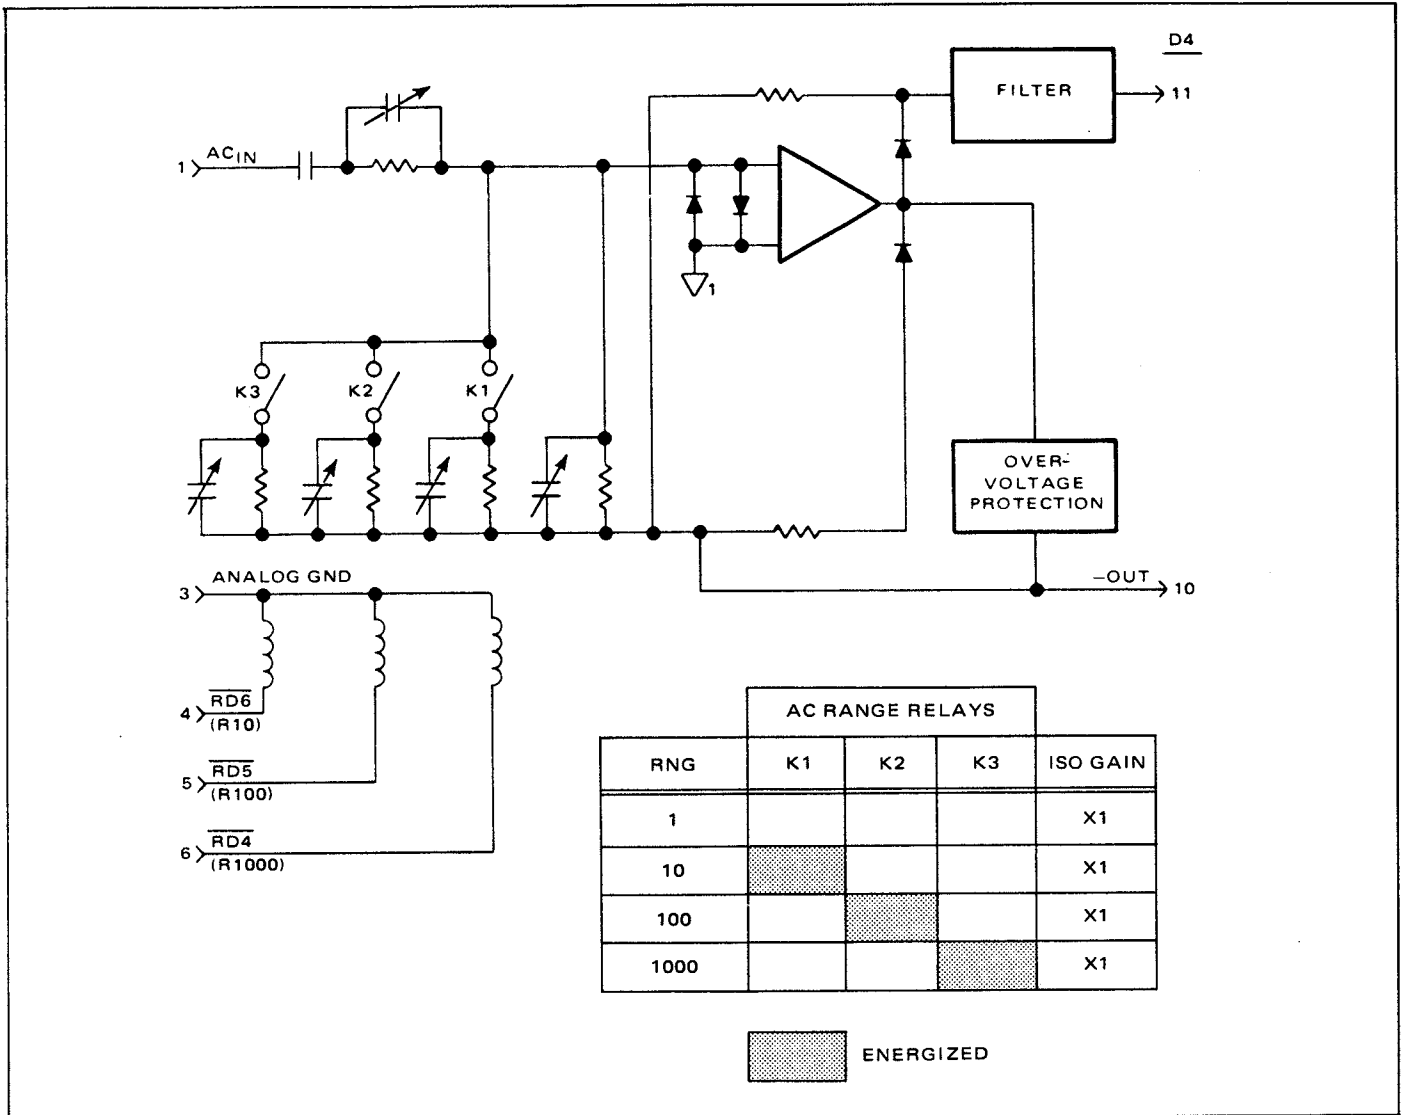 D4
FILTER
11
1 AC IN
1
K3
K2
K1
OVER-
VOLTAGE
PROTECTION
3 ANALOG GND
–OUT 10
4 RD6
(R10)
5 RD5
(R100)
6 RD4
(R1000)
AC RANGE RELAYS
RNG K1 K2 K3 ISO GAIN
1 X1
10 X1
100 X1
1000 X1
ENERGIZED